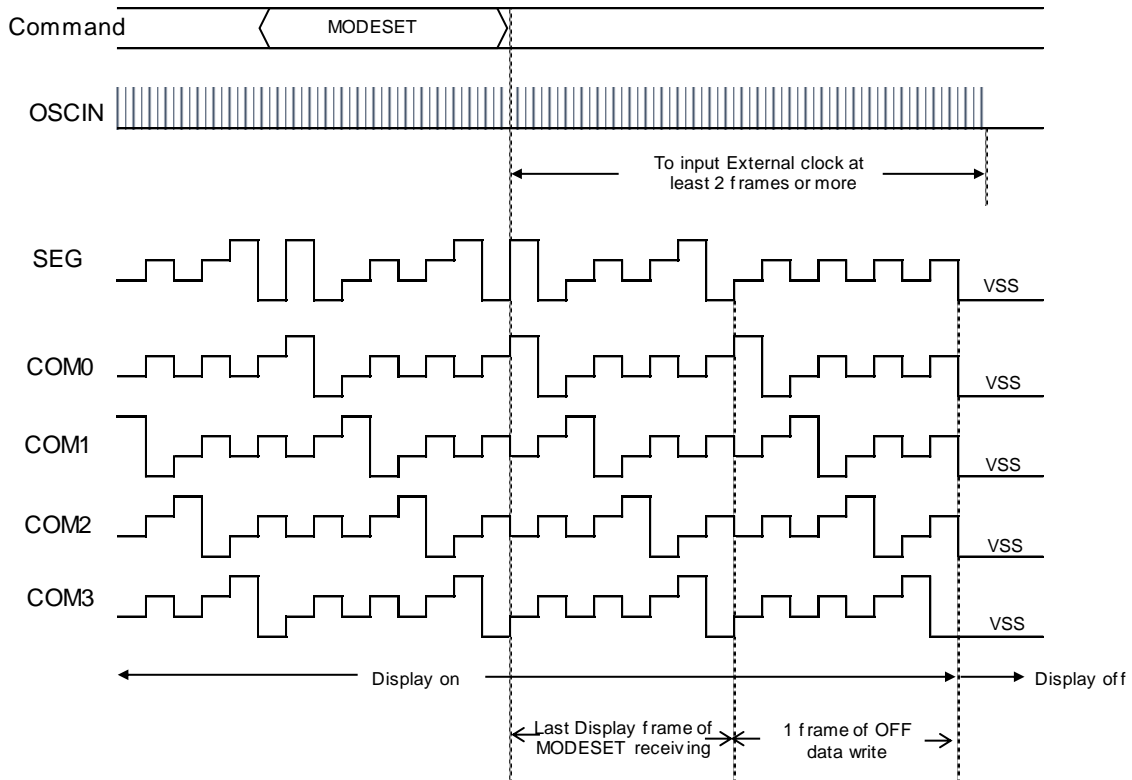 Command
MODESET
OSCIN
To input External clock at
least 2 frames or more
SEG
VSS
COM0
VSS
COM1
VSS
COM2
VSS
COM3
VSS
Display on
Display off
Last Display frame of
MODESET receiving
1 frame of OFF
data write